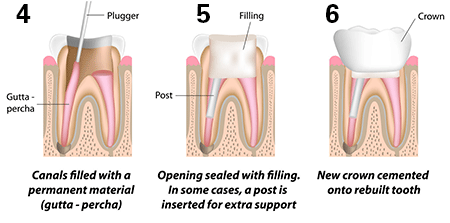 4
Plugger
Gutta -
percha
Canals filled with a
permanent material
(gutta - percha)
5
Filling
Post
Opening sealed with filling.
In some cases, a post is
inserted for extra support
6
Crown
New crown cemented
onto rebuilt tooth